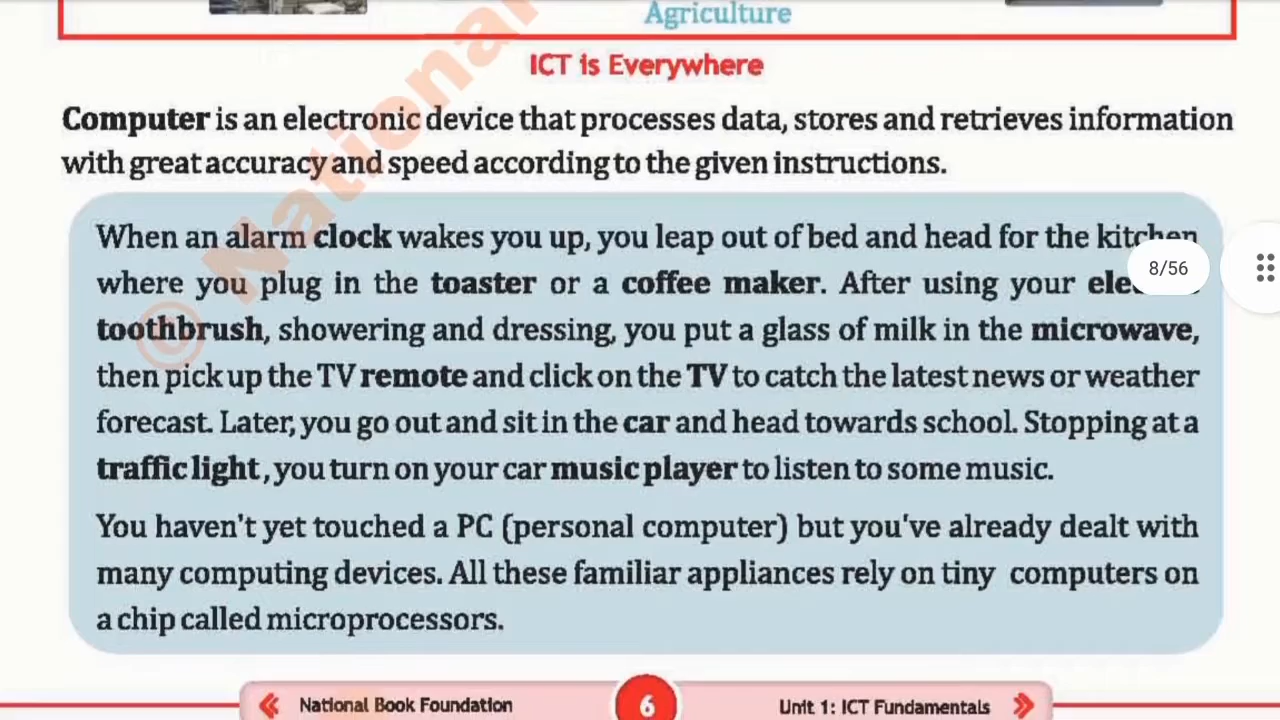 Agriculture
ICT is Everywhere
Computer is an electronic device that processes data, stores and retrieves information
with great accuracy and speed according to the given instructions.
When an alarm clock wakes you up, you leap out of bed and head for the kitchen
8/56
where you plug in the toaster or a coffee maker. After using your
toothbrush, showering and dressing, you put a glass of milk in the microwave,
then pick up the TV remote and click on the TV to catch the latest news or weather
forecast. Later, you go out and sit in the car and head towards school. Stopping at a
traffic light, you turn on your car music player to listen to some music.
You haven't yet touched a PC (personal computer) but you've already dealt with
many computing devices. All these familiar appliances rely on tiny computers on
a chip called microprocessors.
National Book Foundation
6
Unit 1: ICT Fundamentals
© National